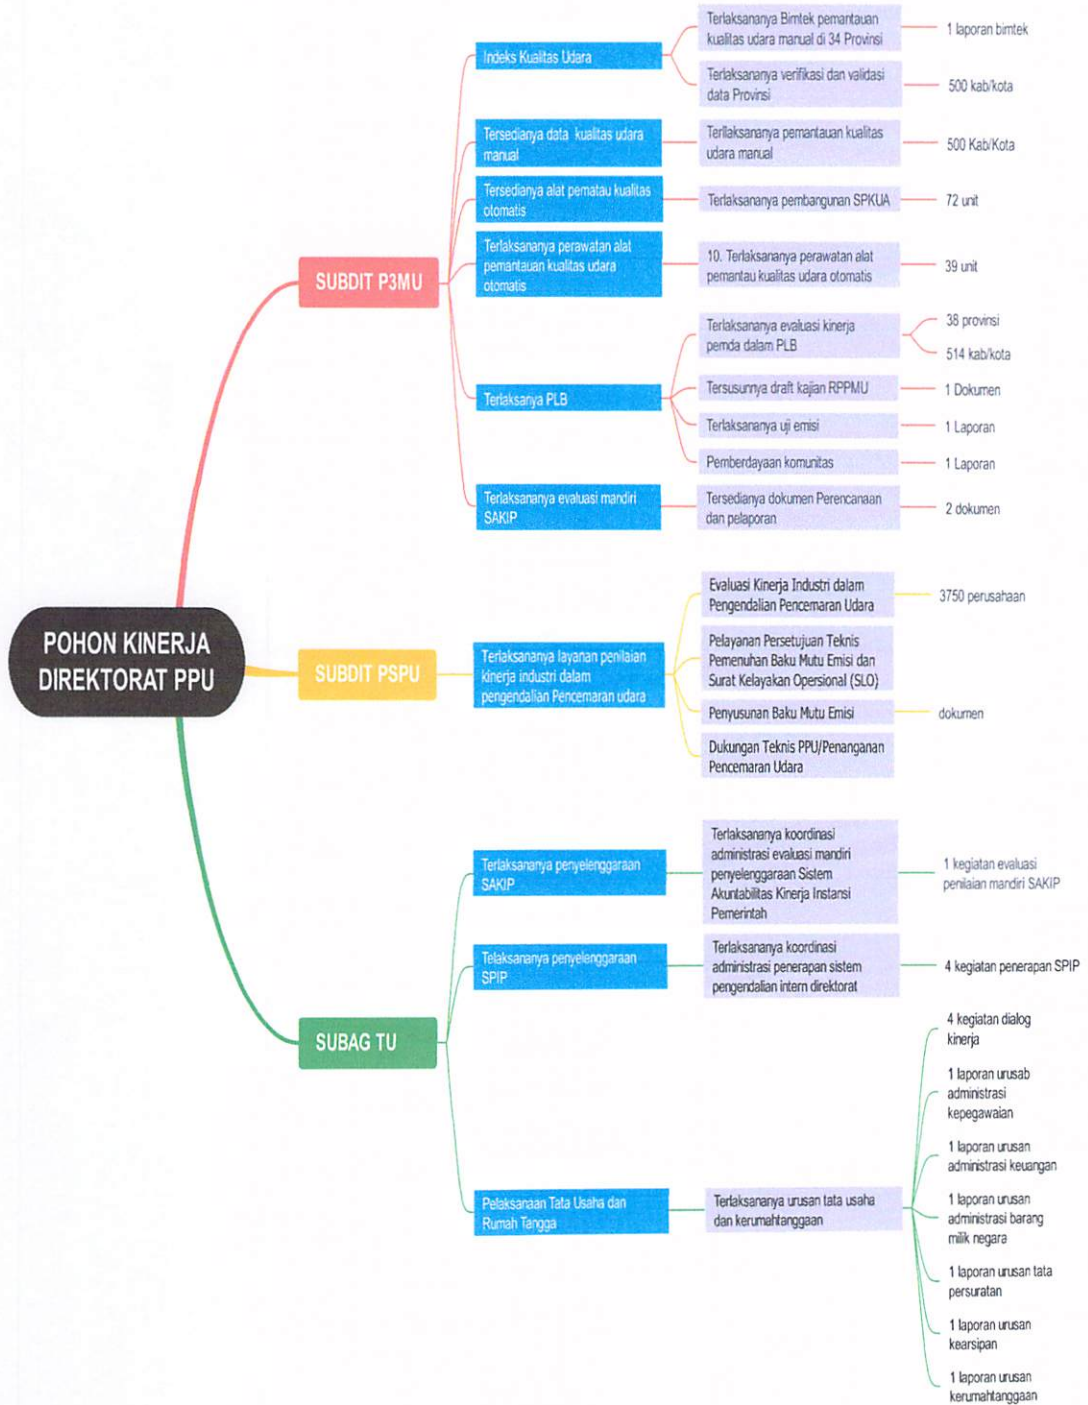 POHON KINERJA
DIREKTORAT PPU
SUBDIT P3MU
Indeks Kualitas Udara
Terlaksananya Bimtek pemantauan
kualitas udara manual di 34 Provinsi
1 laporan bimtek
Terlaksananya verifikasi dan validasi
data Provinsi
500 kab/kota
Tersedianya data kualitas udara
manual
Terllaksananya pemantauan kualitas
udara manual
500 Kab/Kota
Tersedianya alat pematau kualitas
otomatis
Terlaksananya pembangunan SPKUA
72 unit
Terlaksananya perawatan alat
pemantauan kualitas udara
otomatis
10. Terlaksananya perawatan alat
pemantau kualitas udara otomatis
39 unit
Terlaksanya PLB
Terlaksananya evaluasi kinerja
pemda dalam PLB
38 provinsi
514 kab/kota
Tersusunnya draft kajian RPPMU
1 Dokumen
Terlaksananya uji emisi
1 Laporan
Pemberdayaan komunitas
1 Laporan
Terlaksananya evaluasi mandiri
SAKIP
Tersedianya dokumen Perencanaan
dan pelaporan
2 dokumen
SUBDIT PSPU
Terlaksananya layanan penilaian
kinerja industri dalam
pengendalian Pencemaran udara
Evaluasi Kinerja Industri dalam
Pengendalian Pencemaran Udara
3750 perusahaan
Pelayanan Persetujuan Teknis
Pemenuhan Baku Mutu Emisi dan
Surat Kelayakan Opersional (SLO)
Penyusunan Baku Mutu Emisi
dokumen
Dukungan Teknis PPU/Penanganan
Pencemaran Udara
SUBAG TU
Terlaksananya penyelenggaraan
SAKIP
Terlaksananya koordinasi
administrasi evaluasi mandiri
penyelenggaraan Sistem
Akuntabilitas Kinerja Instansi
Pemerintah
1 kegiatan evaluasi
penilaian mandiri SAKIP
Telaksananya penyelenggaraan
SPIP
Terlaksananya koordinasi
administrasi penerapan sistem
pengendalian intern direktorat
4 kegiatan penerapan SPIP
Pelaksanaan Tata Usaha dan
Rumah Tangga
Terlaksananya urusan tata usaha
dan kerumahtanggaan
4 kegiatan dialog
kinerja
1 laporan urusab
administrasi
kepegawaian
1 laporan urusan
administrasi keuangan
1 laporan urusan
administrasi barang
milik negara
1 laporan urusan tata
persuratan
1 laporan urusan
kearsipan
1 laporan urusan
kerumahtanggaan